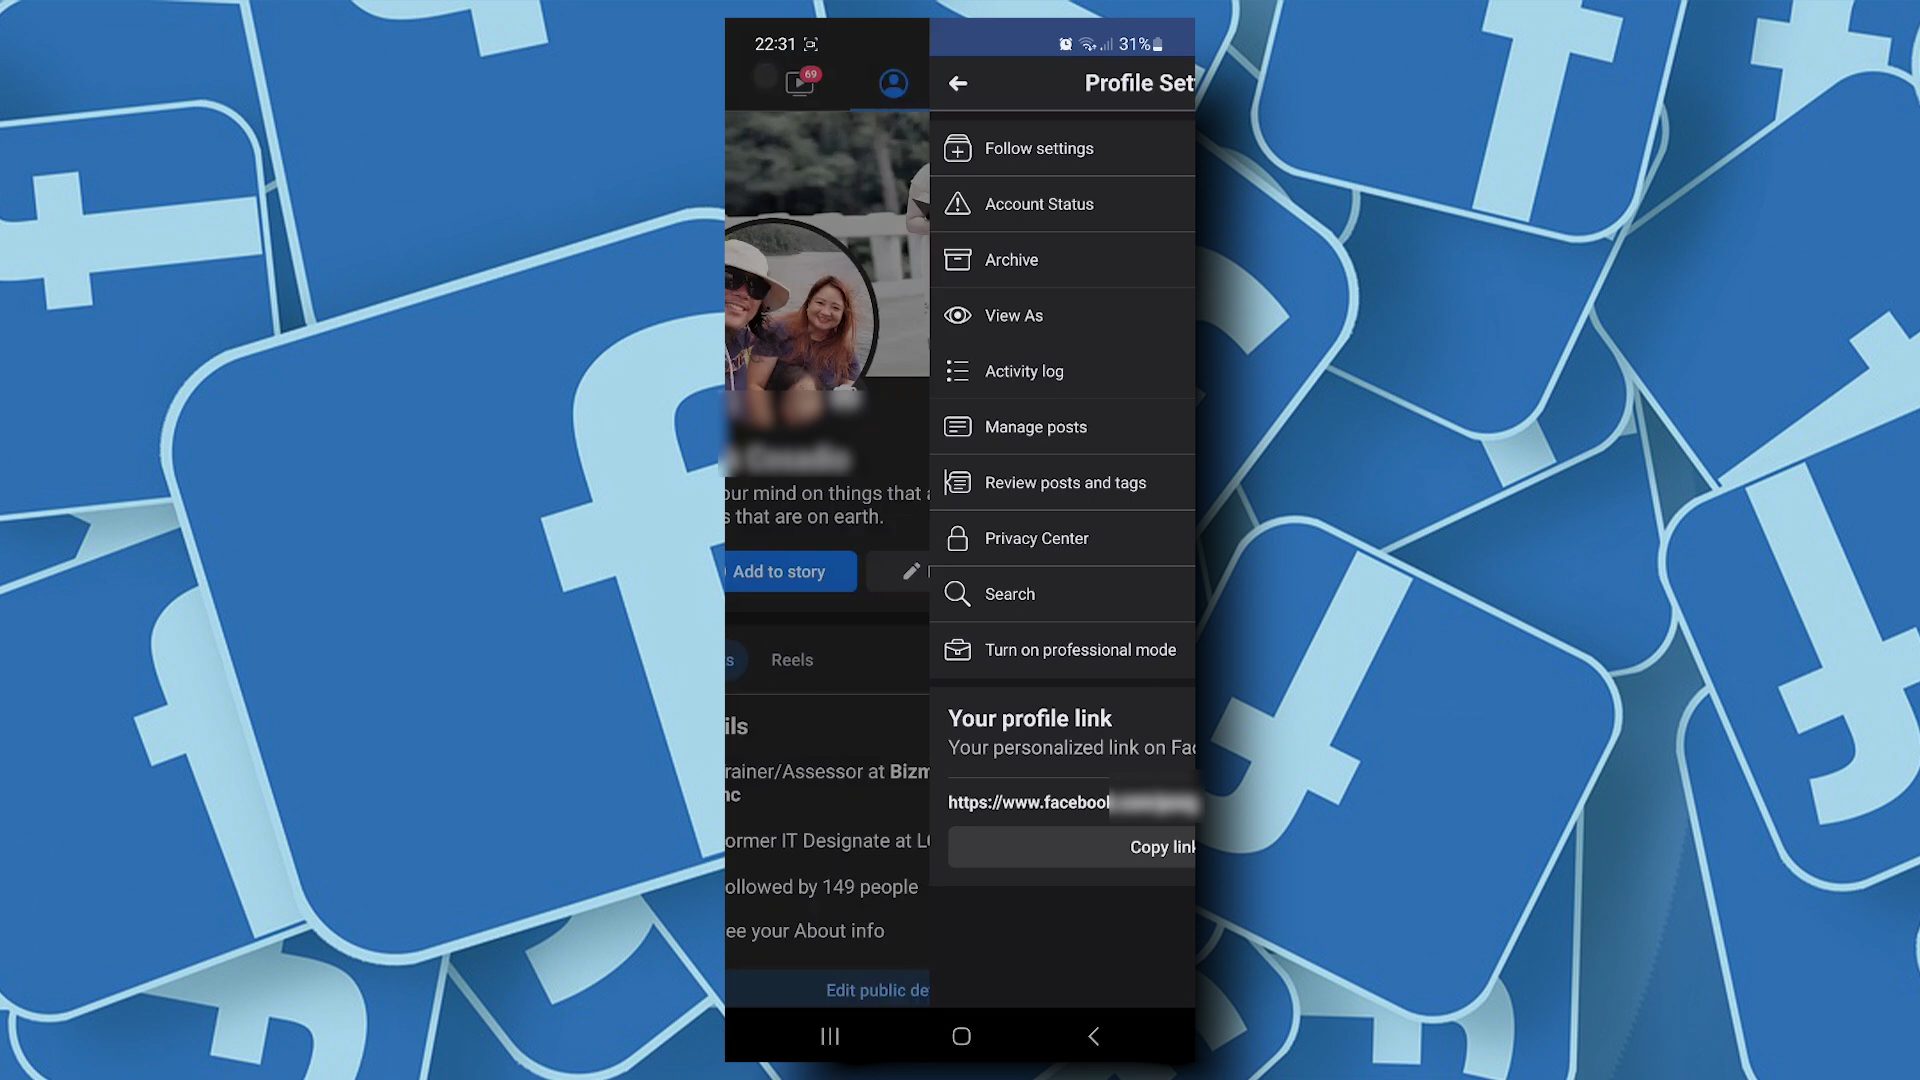 22:31
31%
69
Profile Set
Follow settings
Account Status
Archive
View As
Activity log
Manage posts
Review posts and tags
Privacy Center
Search
Turn on professional mode
Your profile link
Your personalized link on Fac
https://www.facebook
Copy link
our mind on things that a
s that are on earth.
Add to story
s
Reels
ils
rainer/Assessor at Bizm
nc
ormer IT Designate at L
ollowed by 149 people
ee your About info
Edit public de